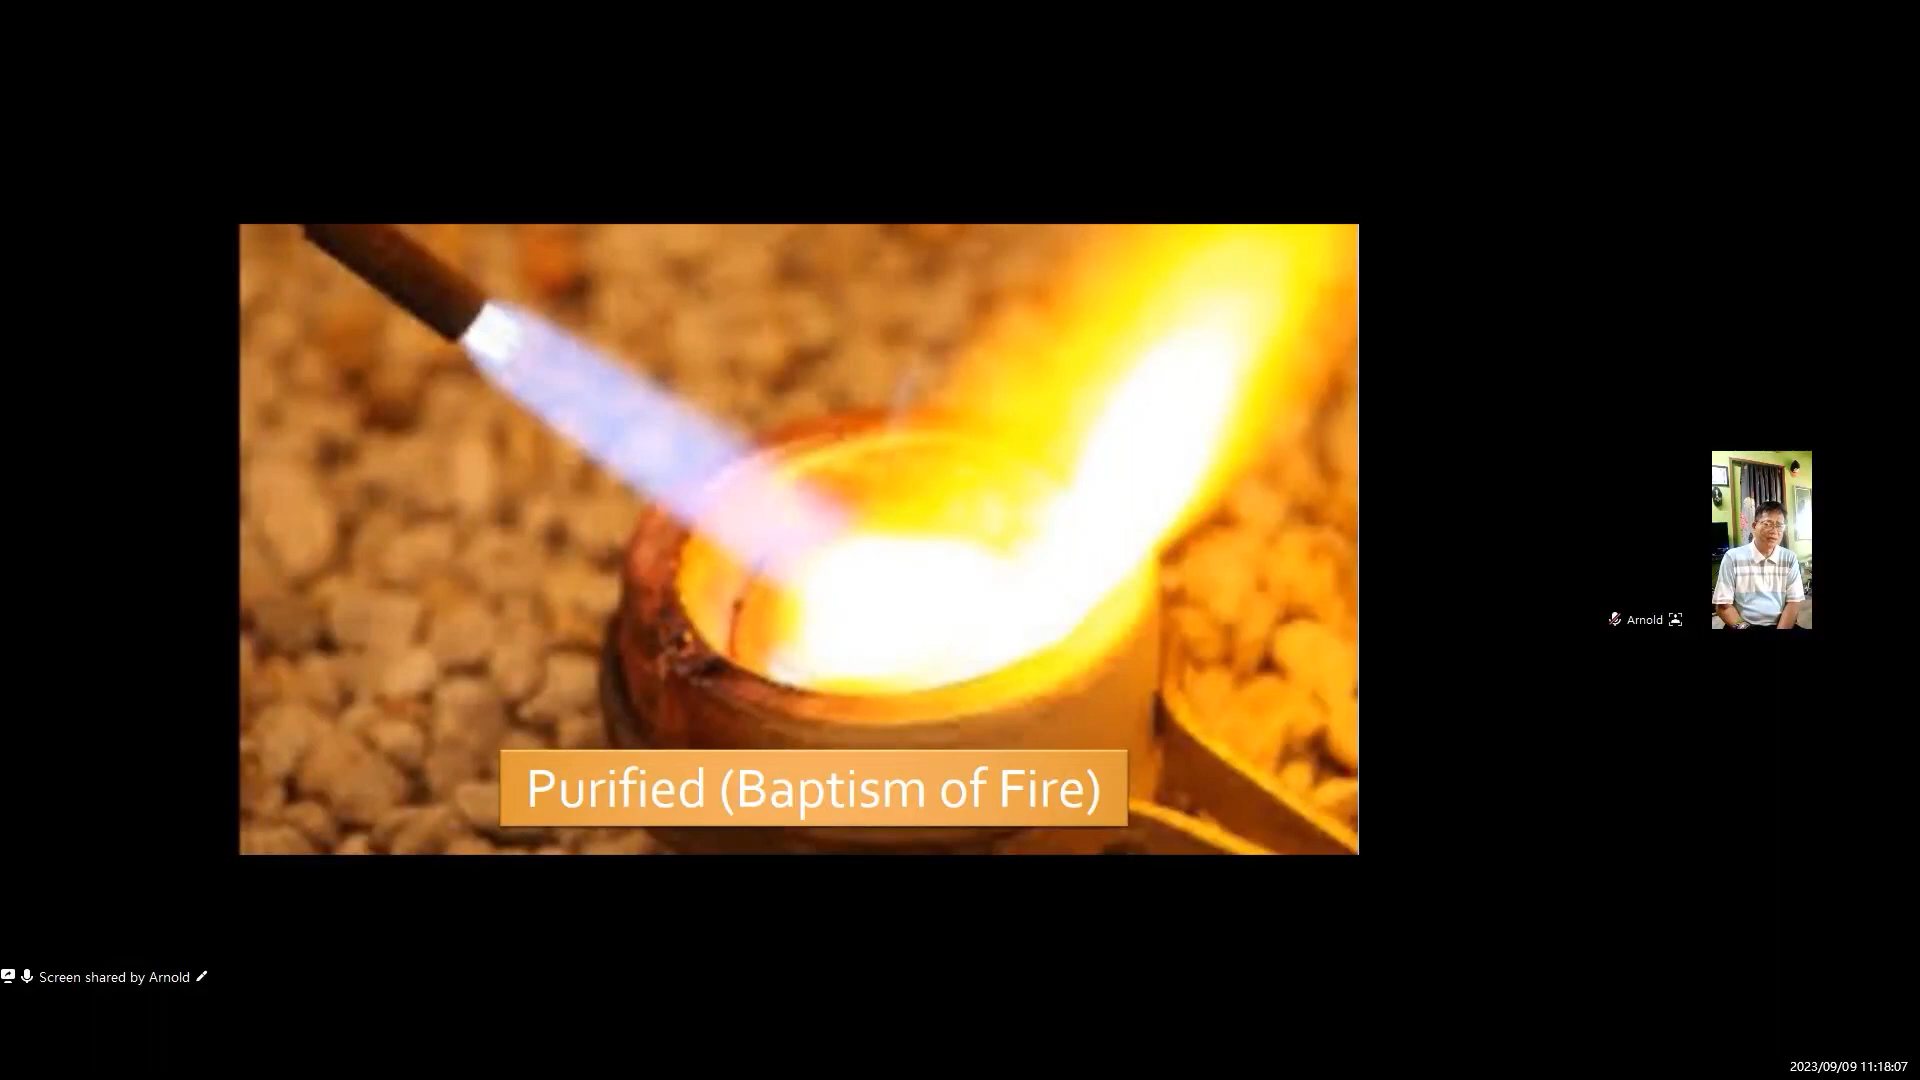 Purified (Baptism of Fire)
Arnold
Screen shared by Arnold
2023/09/09 11:18:07